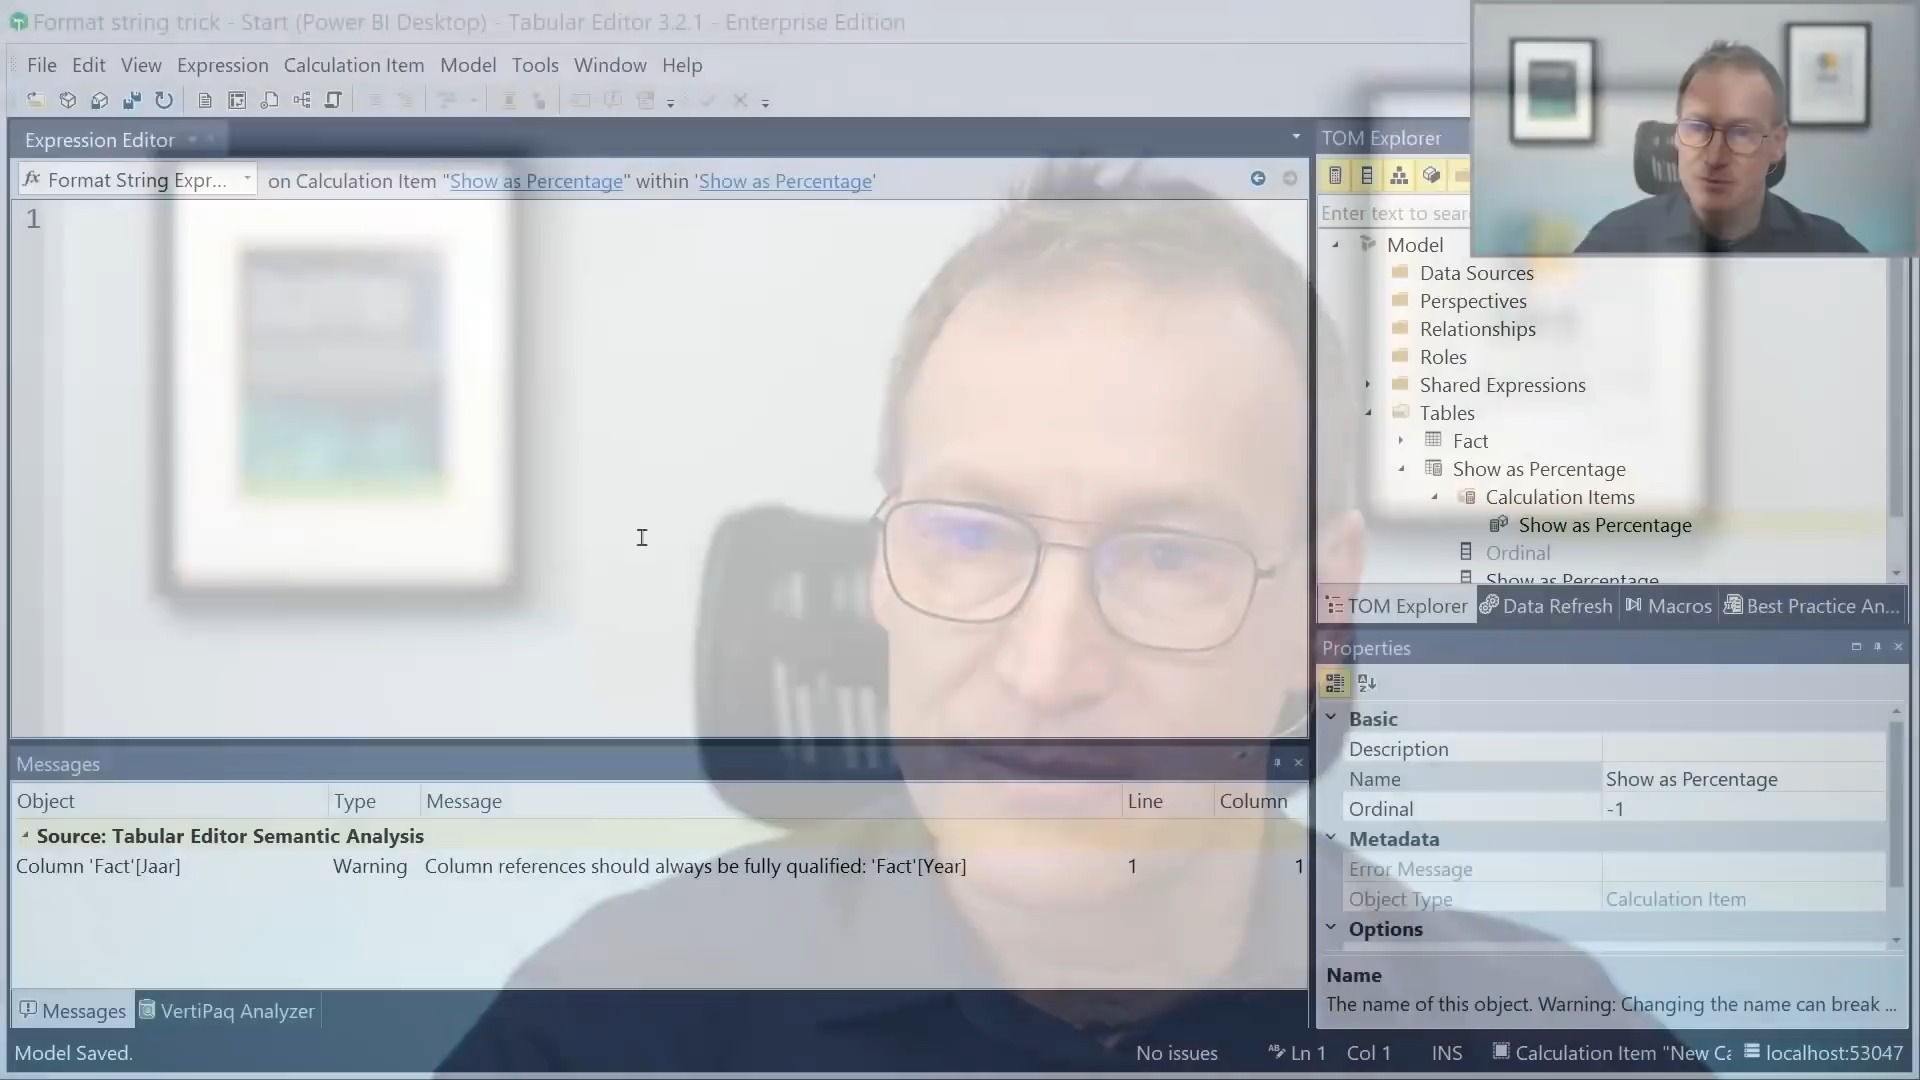 Format string trick - Start (Power BI Desktop) - Tabular Editor 3.2.1 - Enterprise Edition
File Edit View Expression Calculation Item Model Tools Window Help
Expression Editor
Format String Expr... on Calculation Item "Show as Percentage" within 'Show as Percentage'
1
TOM Explorer
Enter text to sear
Model
Data Sources
Perspectives
Relationships
Roles
Shared Expressions
Tables
Fact
Show as Percentage
Calculation Items
Show as Percentage
Ordinal
Show as Percentage
TOM Explorer Data Refresh Macros Best Practice An...
Messages
Object Type Message Line Column
Source: Tabular Editor Semantic Analysis
Column 'Fact'[Jaar] Warning Column references should always be fully qualified: 'Fact'[Year] 1 1
Messages VertiPaq Analyzer
Properties
Basic
Description
Name Show as Percentage
Ordinal -1
Metadata
Error Message
Object Type Calculation Item
Options
Name
The name of this object. Warning: Changing the name can break ...
Model Saved. No issues Ln 1 Col 1 INS Calculation Item "New Ca localhost:53047